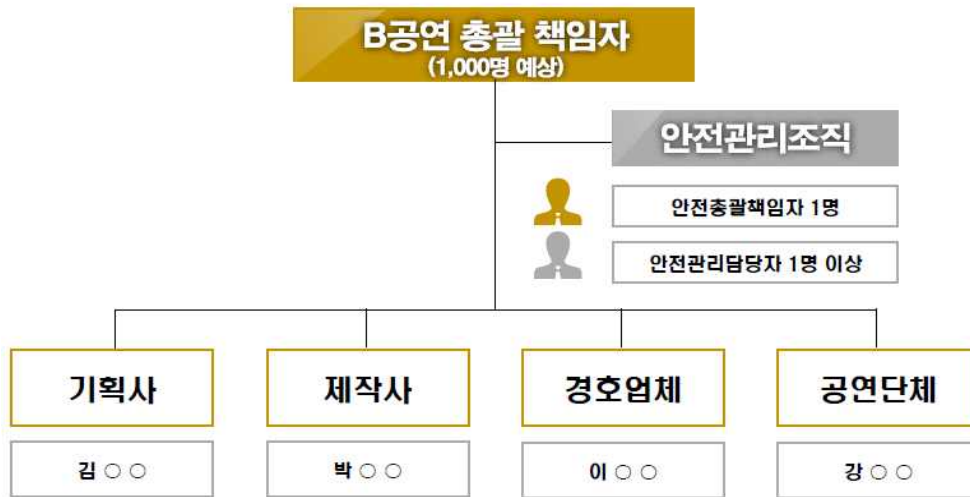 B공연 총괄 책임자
(1,000명 예상)
안전관리조직
안전총괄책임자 1명
안전관리담당자 1명 이상
기획사
제작사
경호업체
공연단체
김 ○ ○
박 ○ ○
이 ○ ○
강 ○ ○